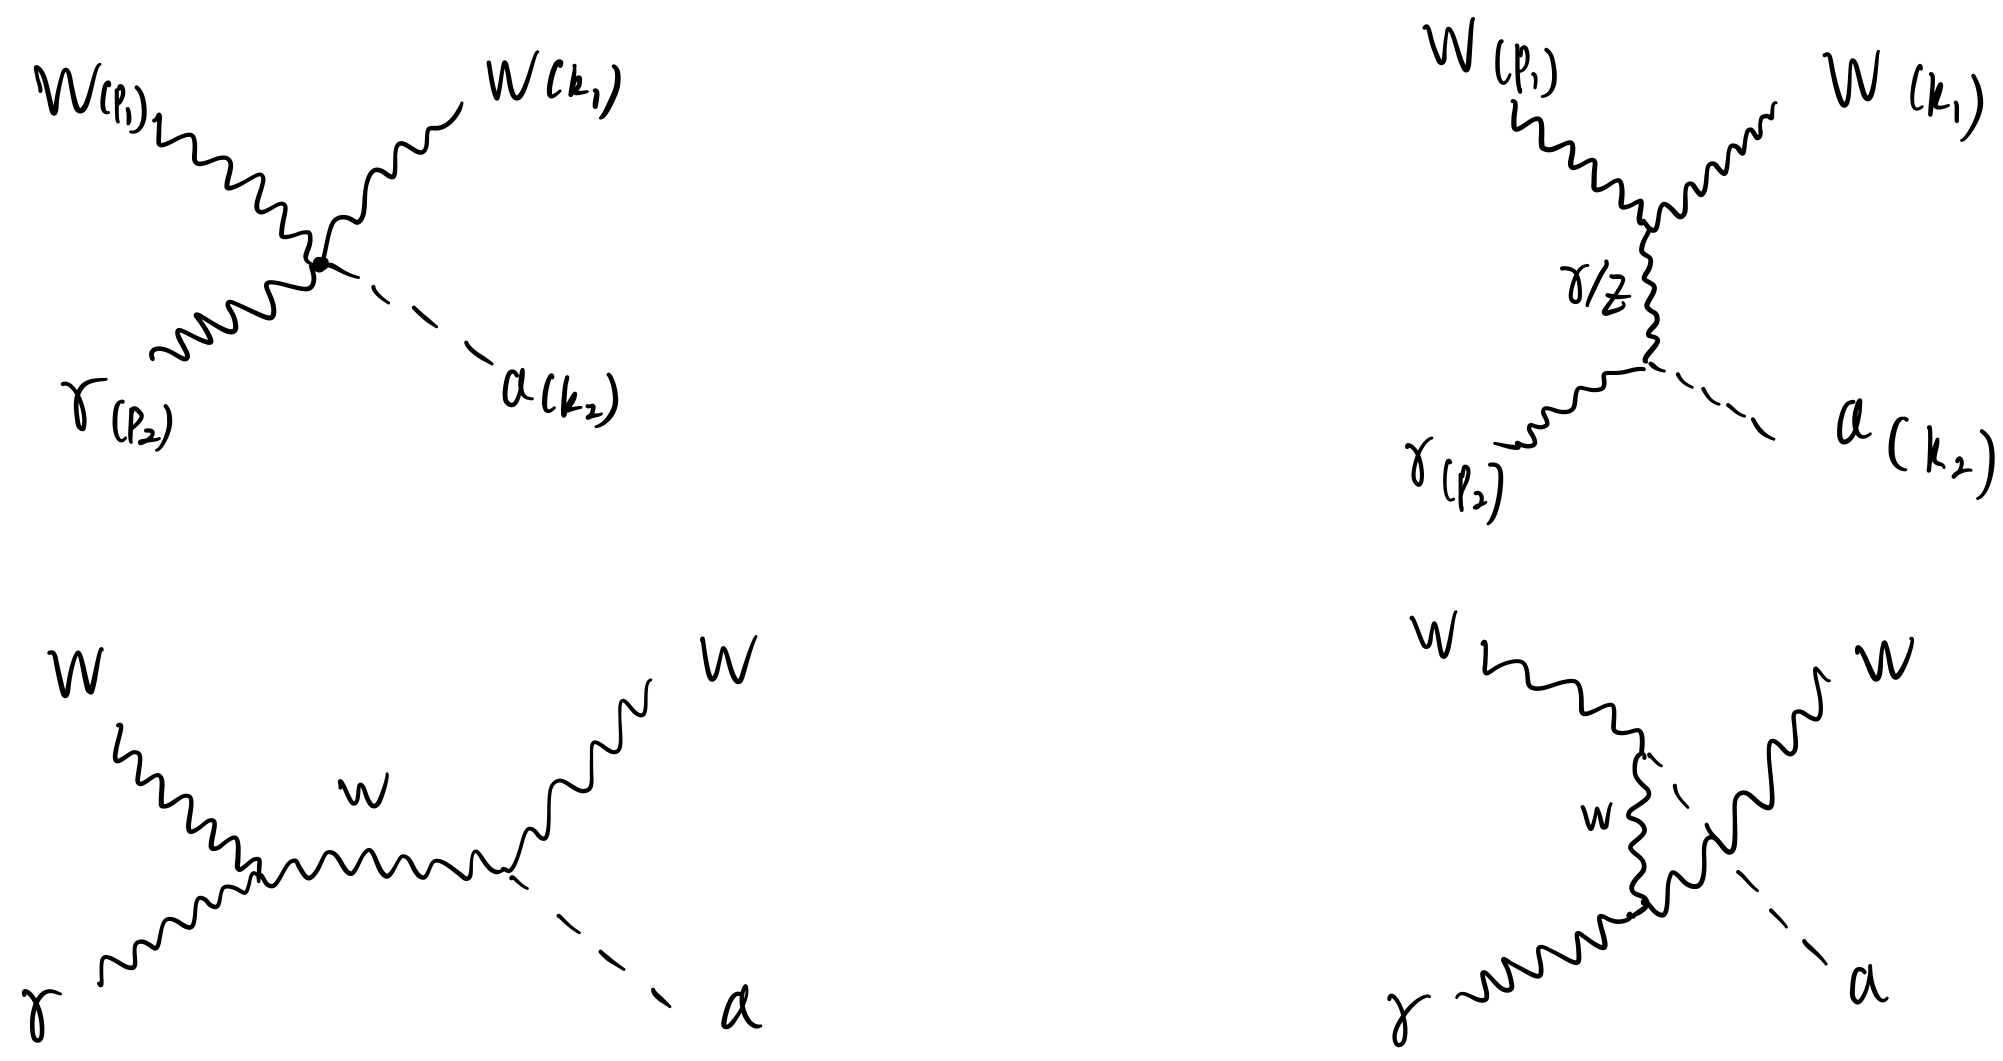 W(p₁) W(k₁)
γ(p₂) a(k₂)
W(p₁) W(k₁)
γ/Z
γ(p₂) a(k₂)
W W
W
γ a
W W
W
γ a